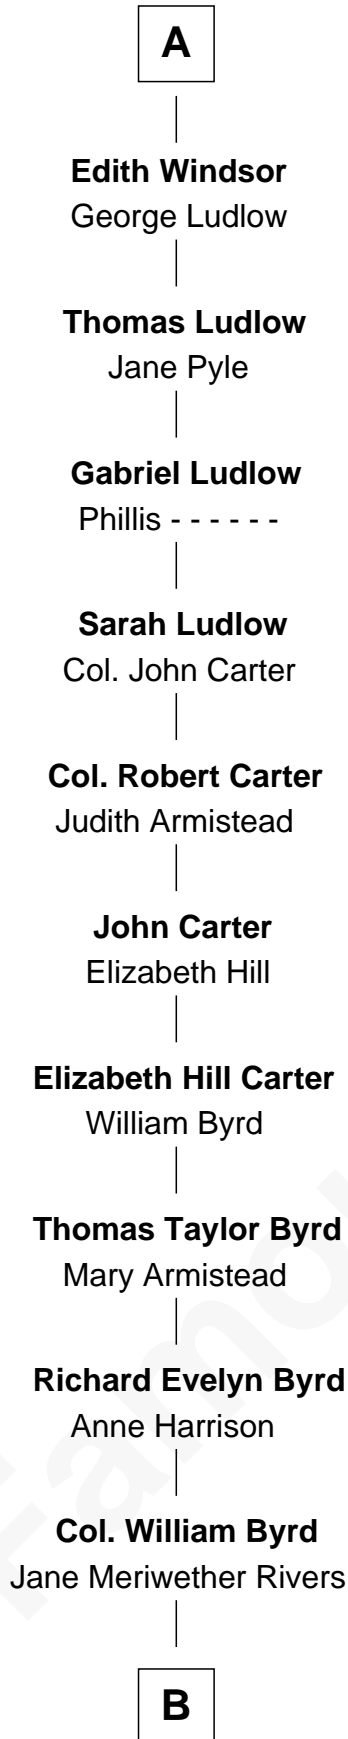 A
Edith Windsor
George Ludlow
Thomas Ludlow
Jane Pyle
Gabriel Ludlow
Phillis - - - - - -
Sarah Ludlow
Col. John Carter
Col. Robert Carter
Judith Armistead
John Carter
Elizabeth Hill
Elizabeth Hill Carter
William Byrd
Thomas Taylor Byrd
Mary Armistead
Richard Evelyn Byrd
Anne Harrison
Col. William Byrd
Jane Meriwether Rivers
B